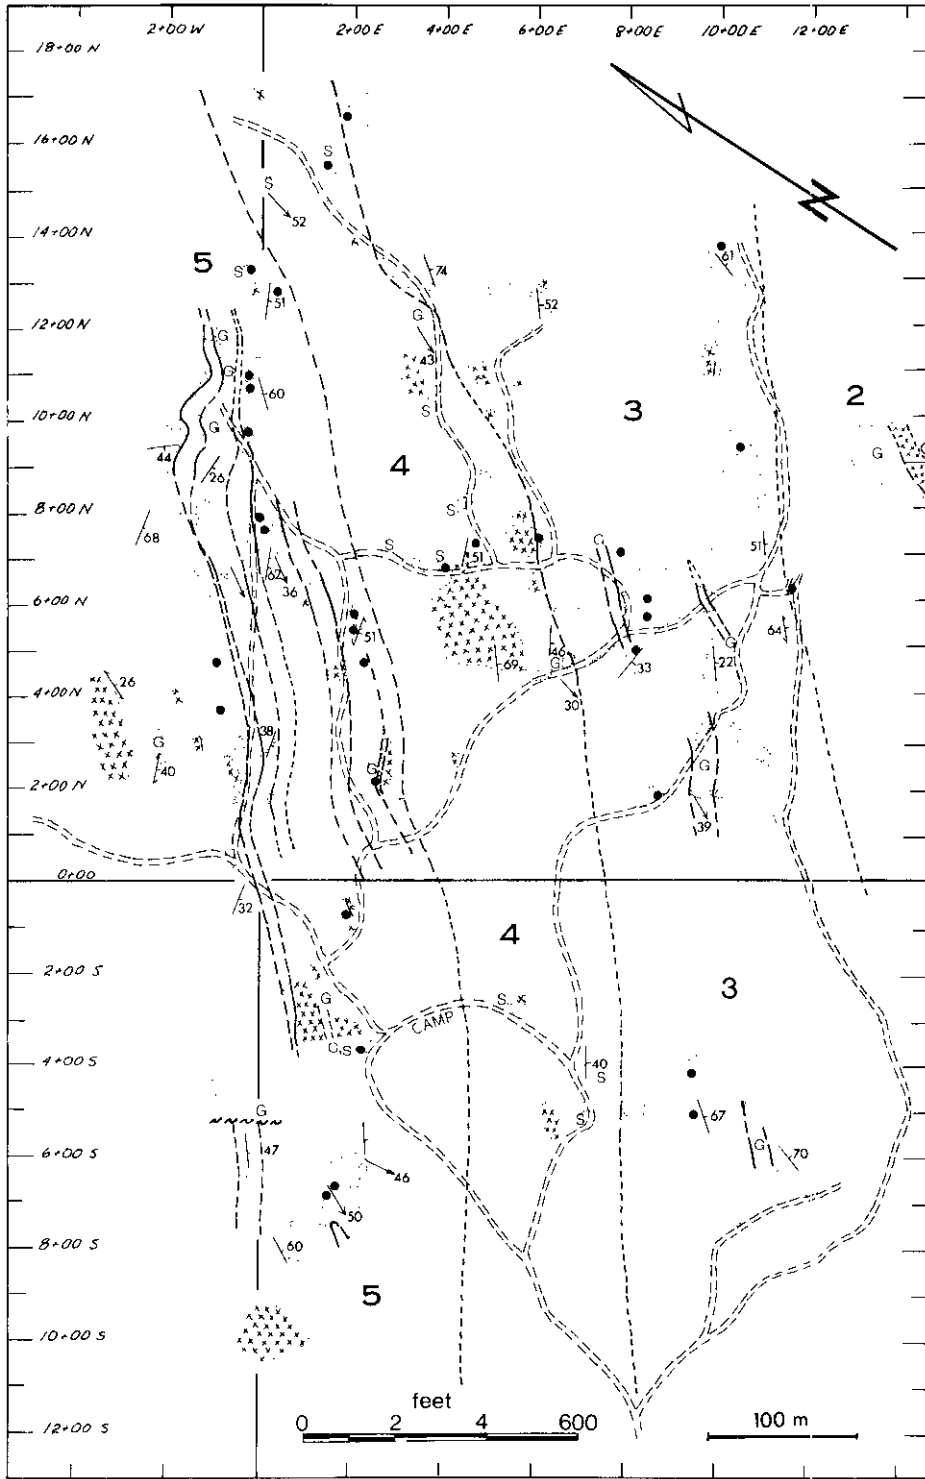 2+00 W 2+00 E 4+00 E 6+00 E 8+00 E 10+00 E 12+00 E
18+00 N
16+00 N
S
S
52
14+00 N
5
S
74
61
51
52
12+00 N
G
G
43
G
60
S
3
2
10+00 N
G
4
44
26
G
G
8+00 N
S
68
S
S
51
G
51
62
36
6+00 N
51
64
46
G
G
69
33
22
26
30
4+00 N
38
G
40
G
G
2+00 N
39
0+00
32
4
2+00 S
3
G
S
CAMP
G S
4+00 S
40
S
G
S
67
47
G
6+00 S
46
70
50
60
8+00 S
5
10+00 S
feet
0 2 4 600
100 m
12+00 S
N